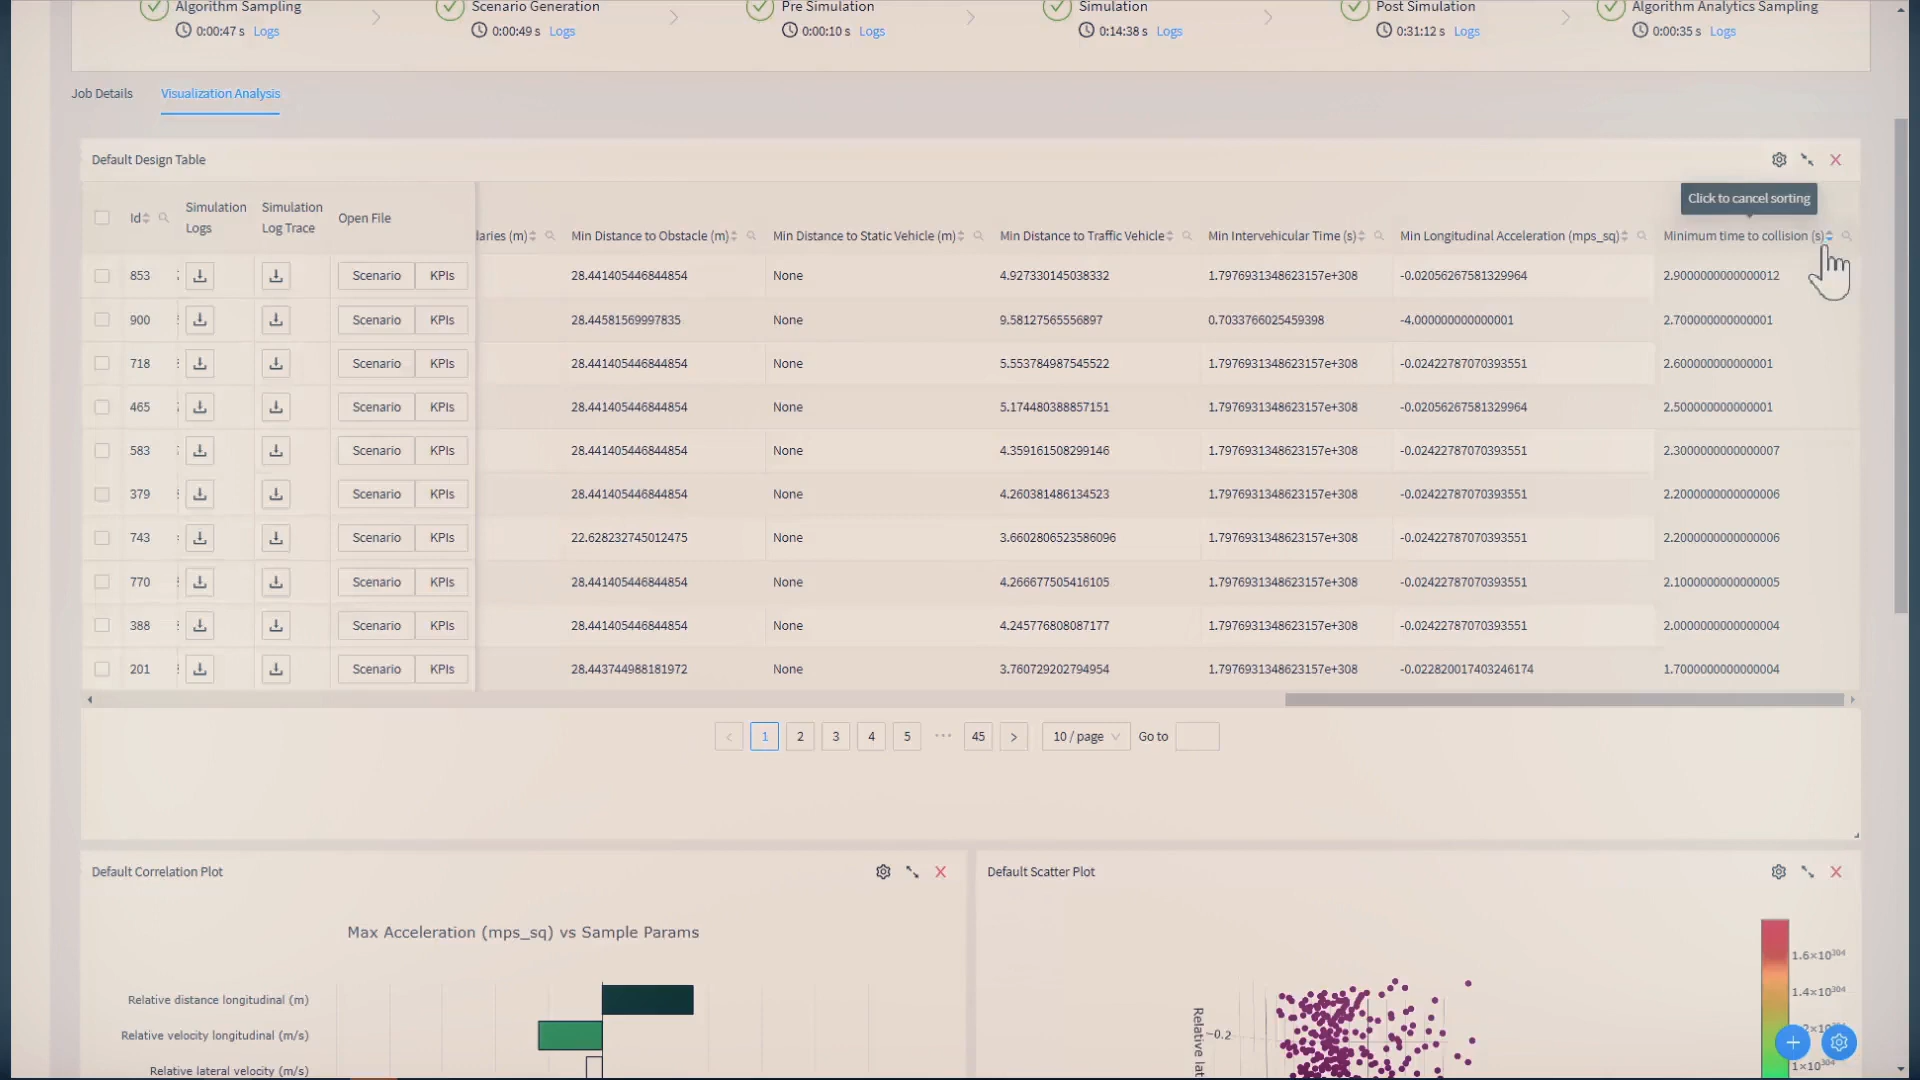 Algorithm Sampling
Scenario Generation
Pre Simulation
Simulation
Post Simulation
Algorithm Analytics Sampling
0:00:47 s Logs
0:00:49 s Logs
0:00:10 s Logs
0:14:38 s Logs
0:31:12 s Logs
0:00:35 s Logs
Job Details
Visualization Analysis
Default Design Table
Click to cancel sorting
Id
Simulation Logs
Simulation Log Trace
Open File
laries (m)
Min Distance to Obstacle (m)
Min Distance to Static Vehicle (m)
Min Distance to Traffic Vehicle
Min Intervehicular Time (s)
Min Longitudinal Acceleration (mps_sq)
Minimum time to collision (s)
853 Scenario KPIs 28.441405446844854 None 4.927330145038332 1.7976931348623157e+308 -0.02056267581329964 2.9000000000000012
900 Scenario KPIs 28.44581569997835 None 9.58127565556897 0.7033766025459398 -4.000000000000001 2.700000000000001
718 Scenario KPIs 28.441405446844854 None 5.553784987545522 1.7976931348623157e+308 -0.02422787070393551 2.600000000000001
465 Scenario KPIs 28.441405446844854 None 5.174480388857151 1.7976931348623157e+308 -0.02056267581329964 2.500000000000001
583 Scenario KPIs 28.441405446844854 None 4.359161508299146 1.7976931348623157e+308 -0.02422787070393551 2.3000000000000007
379 Scenario KPIs 28.441405446844854 None 4.260381486134523 1.7976931348623157e+308 -0.02422787070393551 2.2000000000000006
743 Scenario KPIs 22.628232745012475 None 3.6602806523586096 1.7976931348623157e+308 -0.02422787070393551 2.2000000000000006
770 Scenario KPIs 28.441405446844854 None 4.266677505416105 1.7976931348623157e+308 -0.02422787070393551 2.1000000000000005
388 Scenario KPIs 28.441405446844854 None 4.245776808087177 1.7976931348623157e+308 -0.02422787070393551 2.0000000000000004
201 Scenario KPIs 28.443744988181972 None 3.760729202794954 1.7976931348623157e+308 -0.022820017403246174 1.7000000000000004
< 1 2 3 4 5 ••• 45 > 10 / page Go to
Default Correlation Plot
Default Scatter Plot
Max Acceleration (mps_sq) vs Sample Params
Relative distance longitudinal (m)
Relative velocity longitudinal (m/s)
Relative lateral velocity (m/s)
Relative lat
−0.2
1.6×10³⁰⁴
1.4×10³⁰⁴
1×10³⁰⁴